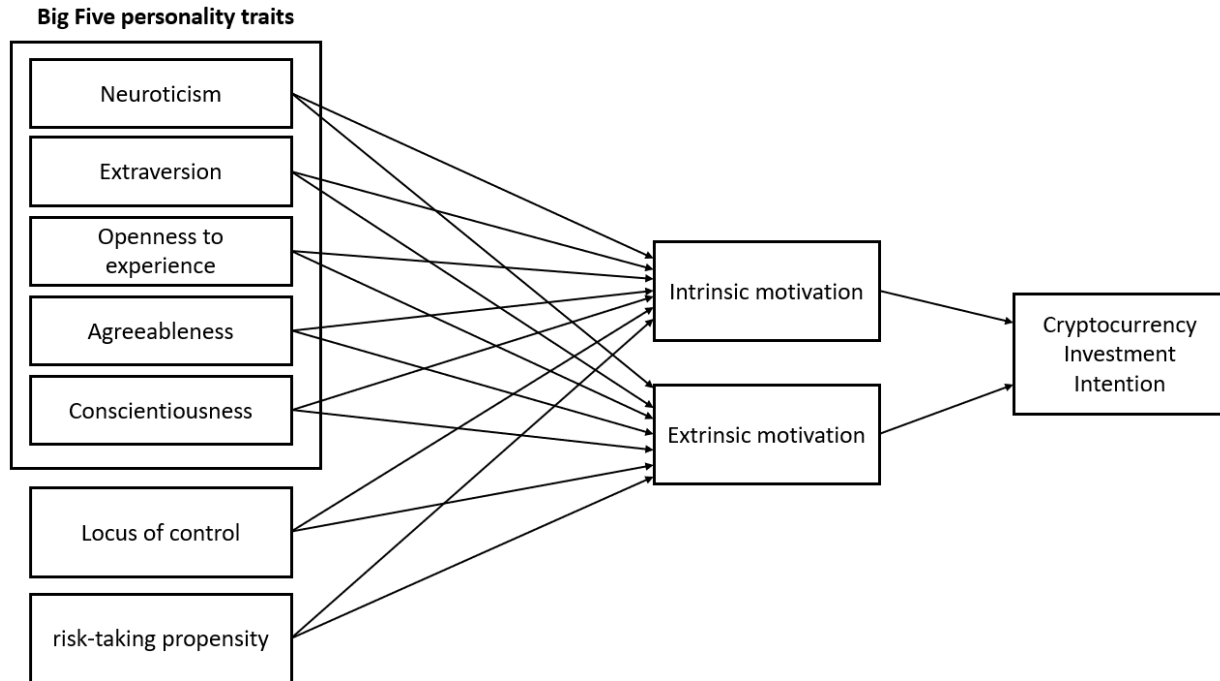 Big Five personality traits
Neuroticism
Extraversion
Openness to
experience
Agreeableness
Conscientiousness
Locus of control
risk-taking propensity
Intrinsic motivation
Extrinsic motivation
Cryptocurrency
Investment
Intention